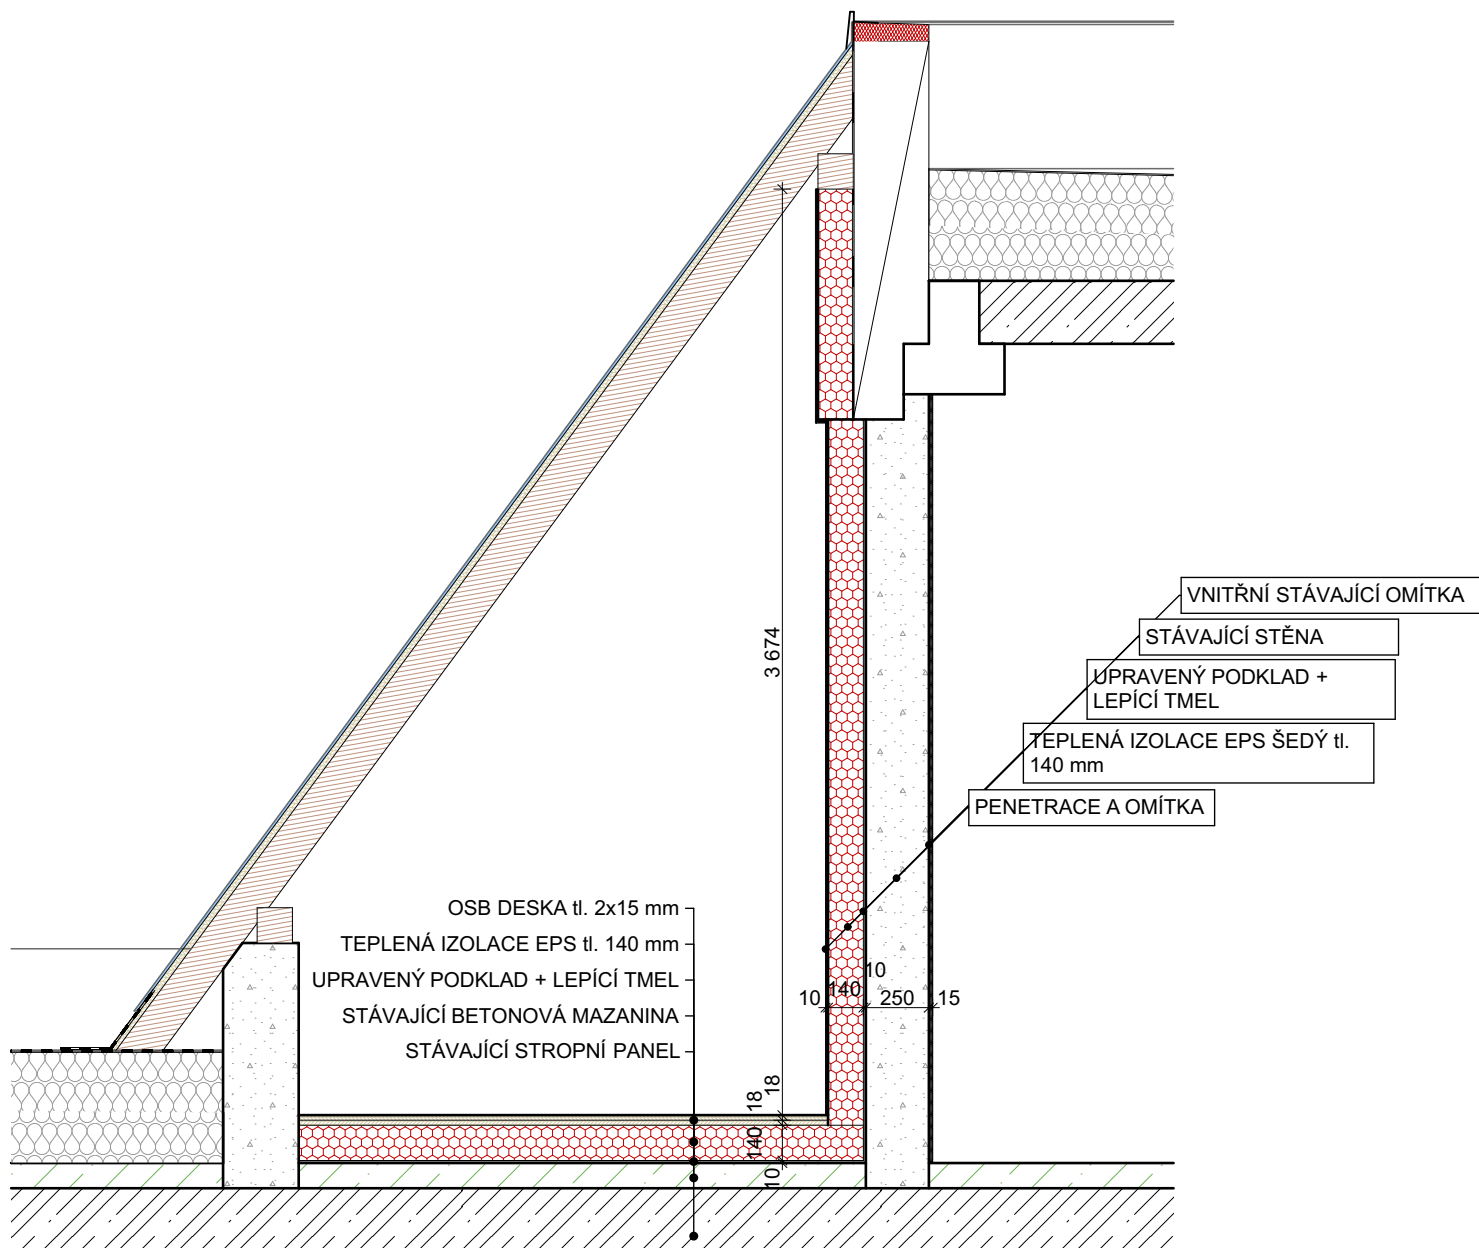 3 674
VNITŘNÍ STÁVAJÍCÍ OMÍTKA
STÁVAJÍCÍ STĚNA
UPRAVENÝ PODKLAD +
LEPÍCÍ TMEL
TEPLENÁ IZOLACE EPS ŠEDÝ tl.
140 mm
PENETRACE A OMÍTKA
OSB DESKA tl. 2x15 mm
TEPLENÁ IZOLACE EPS tl. 140 mm
UPRAVENÝ PODKLAD + LEPÍCÍ TMEL
STÁVAJÍCÍ BETONOVÁ MAZANINA
STÁVAJÍCÍ STROPNÍ PANEL
10 140 10 250 15
18 18
140
10